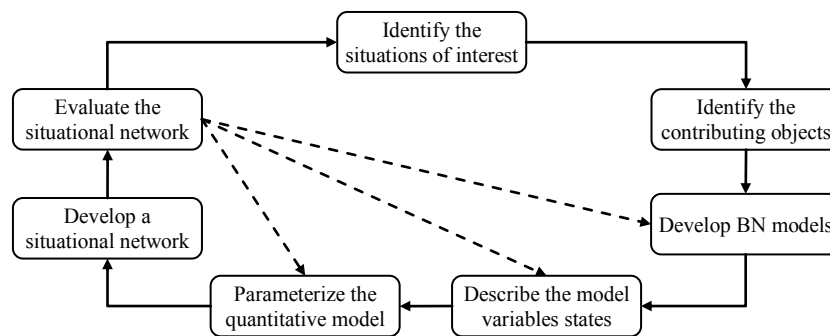 Identify the
situations of interest
Evaluate the
situational network
Identify the
contributing objects
Develop a
situational network
Develop BN models
Parameterize the
quantitative model
Describe the model
variables states